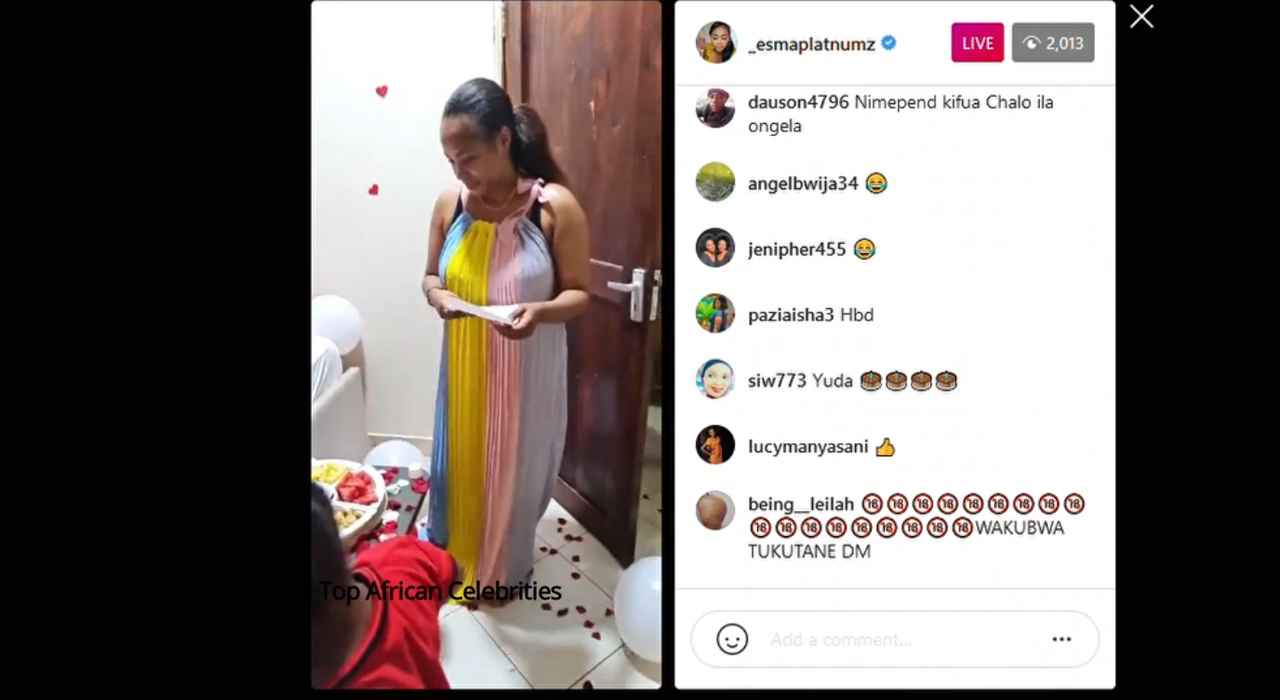 _esmaplatnumz
LIVE
2,013
dauson4796 Nimepend kifua Chalo ila
ongela
angelbwija34 😂
jenipher455 😂
paziaisha3 Hbd
siw773 Yuda 🎂🎂🎂🎂
lucymanyasani 👍
being__leilah 🔞🔞🔞🔞🔞🔞🔞🔞🔞
🔞🔞🔞🔞🔞🔞🔞🔞🔞WAKUBWA
TUKUTANE DM
Add a comment...
Top African Celebrities